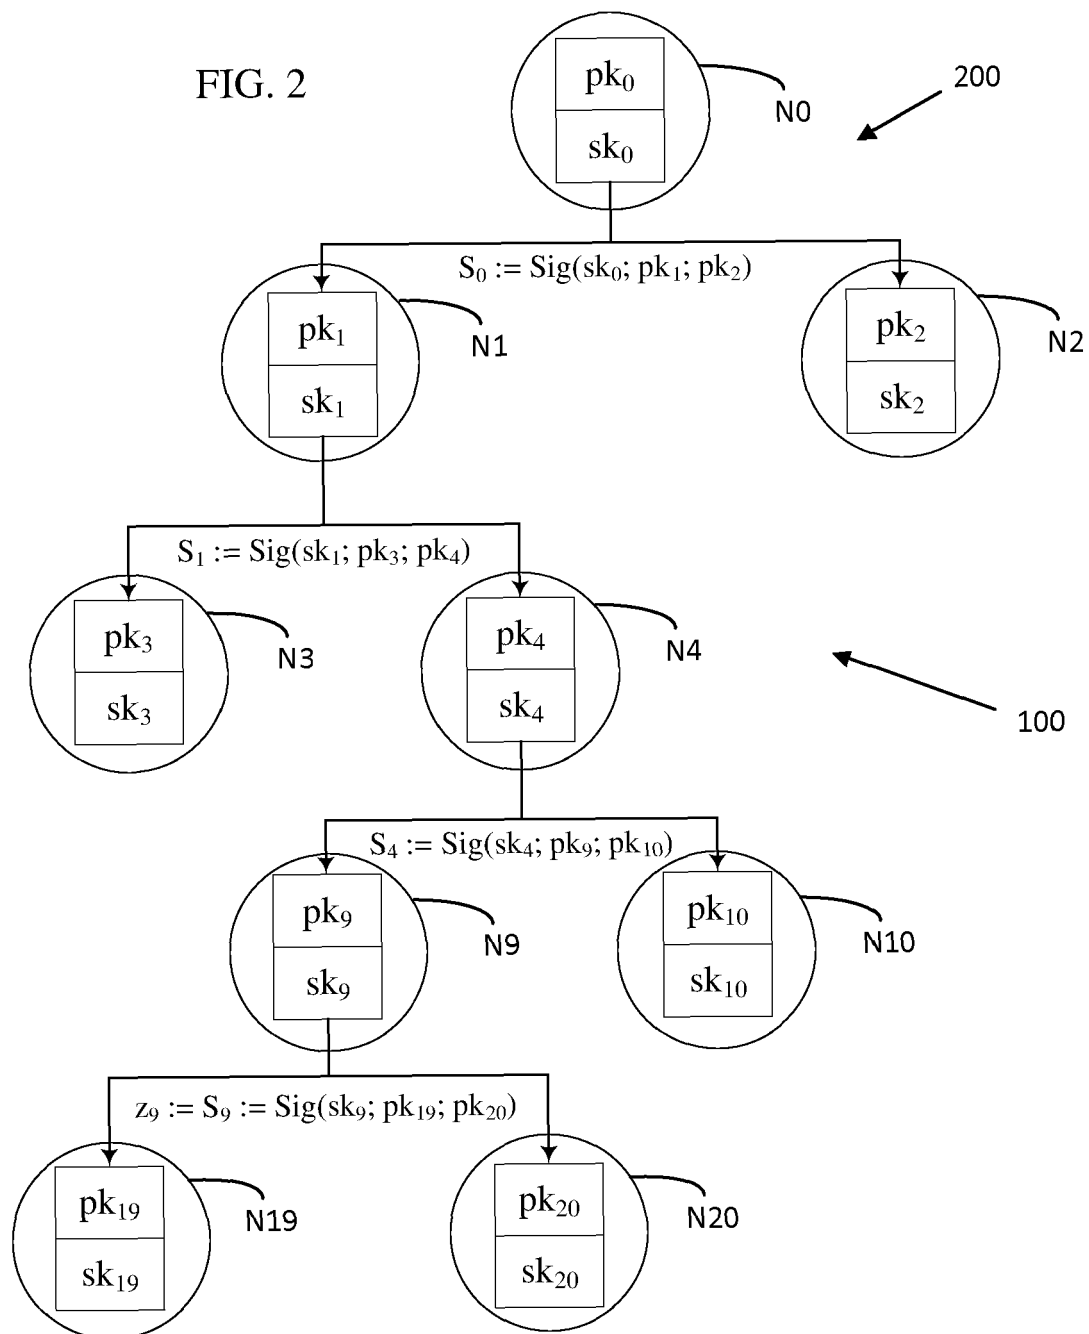 FIG. 2
pk₀
sk₀
N0
200
S₀ := Sig(sk₀; pk₁; pk₂)
pk₁
sk₁
N1
pk₂
sk₂
N2
S₁ := Sig(sk₁; pk₃; pk₄)
pk₃
sk₃
N3
pk₄
sk₄
N4
100
S₄ := Sig(sk₄; pk₉; pk₁₀)
pk₉
sk₉
N9
pk₁₀
sk₁₀
N10
z₉ := S₉ := Sig(sk₉; pk₁₉; pk₂₀)
pk₁₉
sk₁₉
N19
pk₂₀
sk₂₀
N20